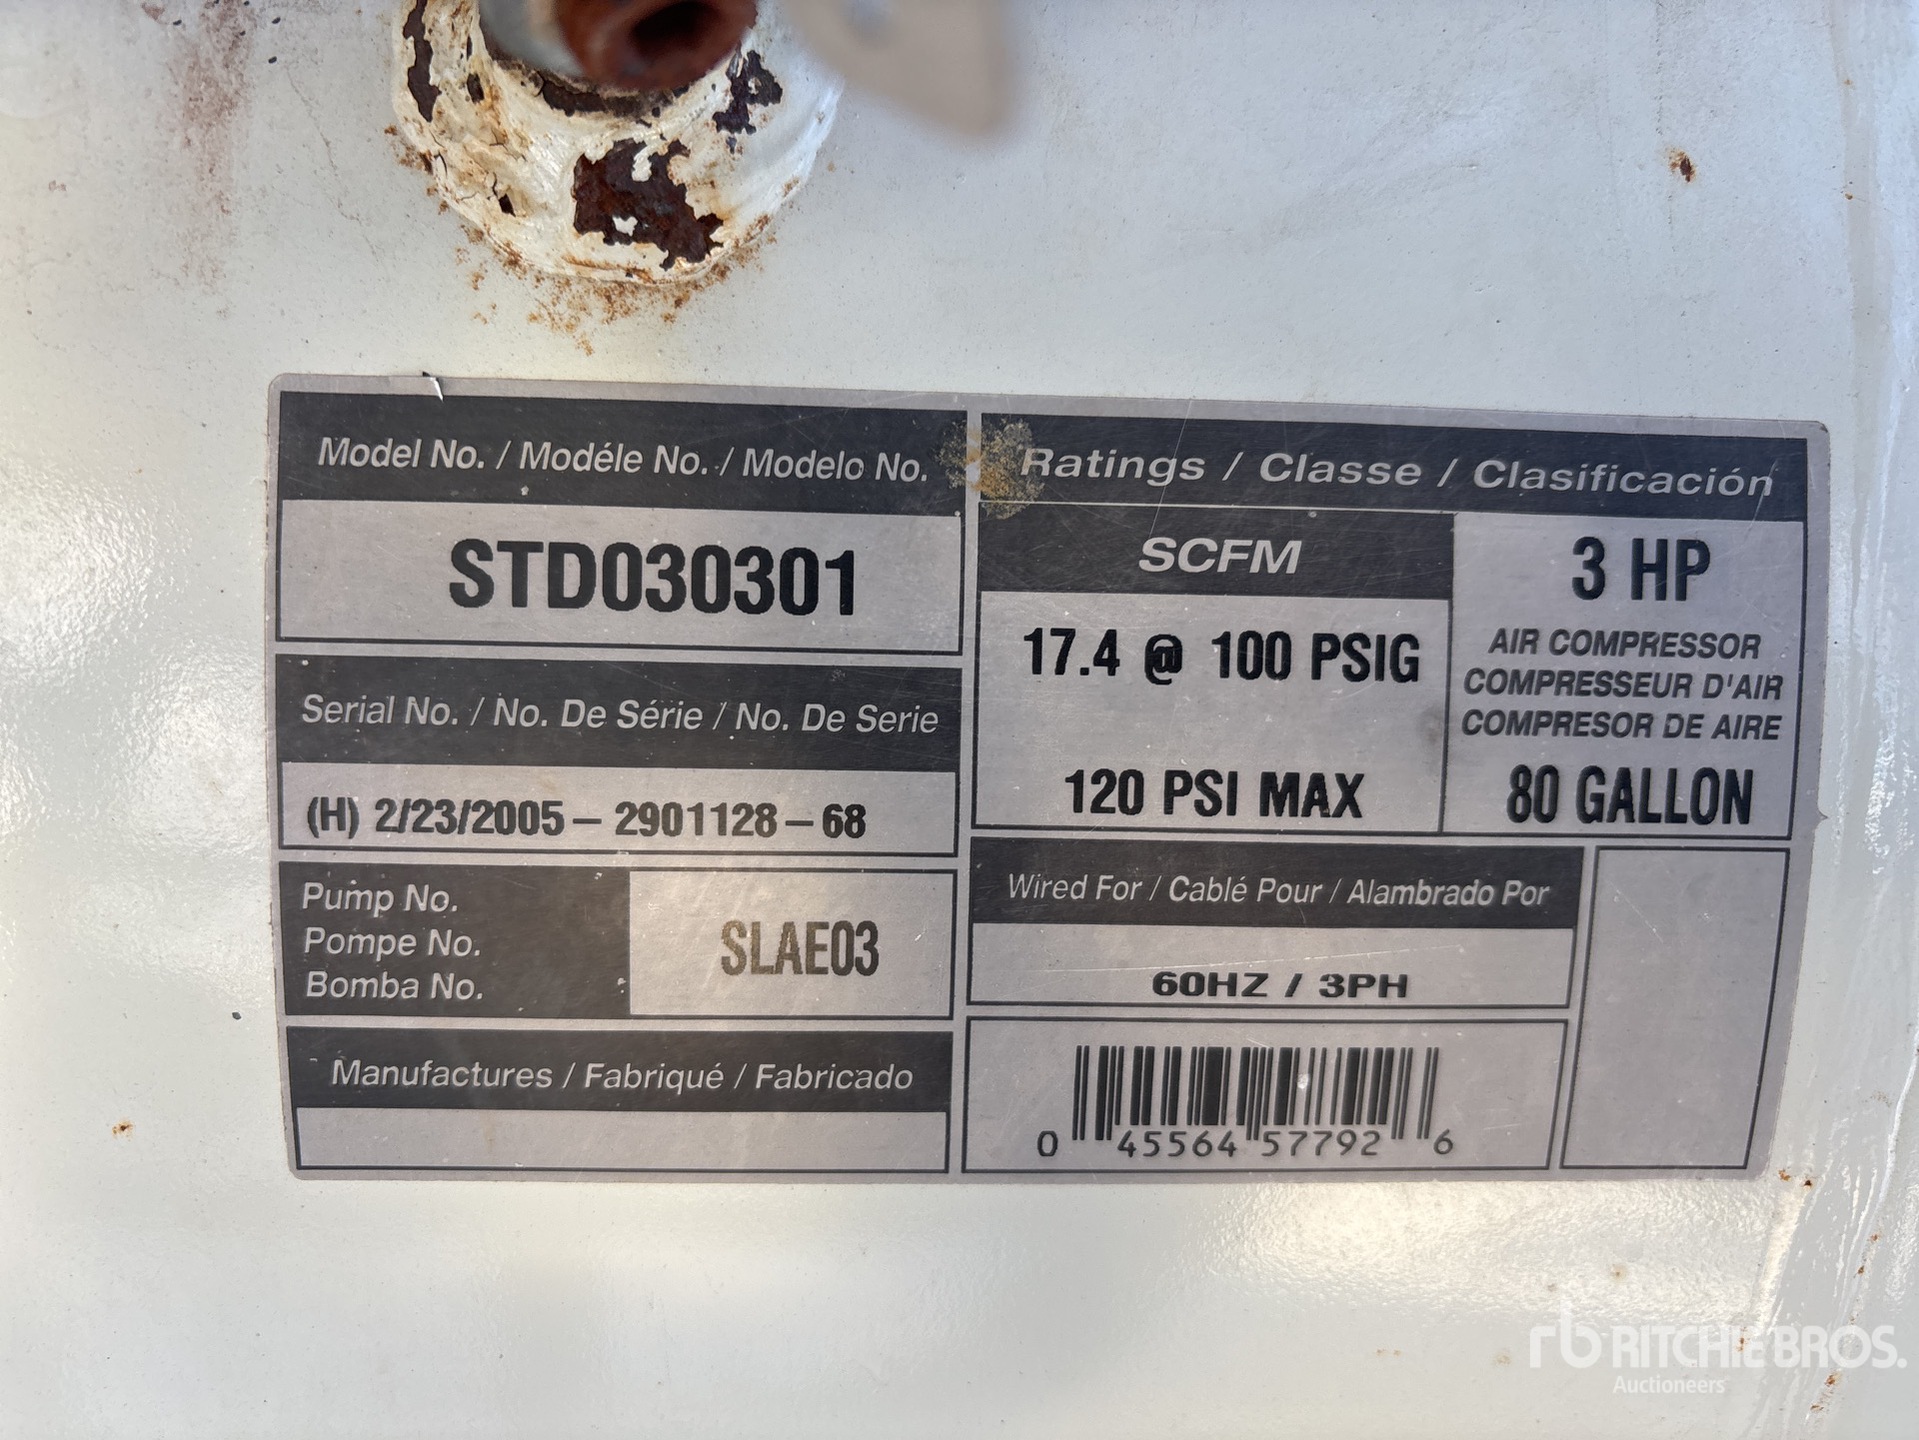 Model No. / Modéle No. / Modelo No.
STD030301
Serial No. / No. De Série / No. De Serie
(H) 2/23/2005 – 2901128 – 68
Pump No.
Pompe No.
Bomba No.
SLAE03
Manufactures / Fabriqué / Fabricado
Ratings / Classe / Clasificación
SCFM
17.4 @ 100 PSIG
120 PSI MAX
3 HP
AIR COMPRESSOR
COMPRESSEUR D'AIR
COMPRESOR DE AIRE
80 GALLON
Wired For / Cablé Pour / Alambrado Por
60HZ / 3PH
0 45564 57792 6
rb RITCHIE BROS.
Auctioneers